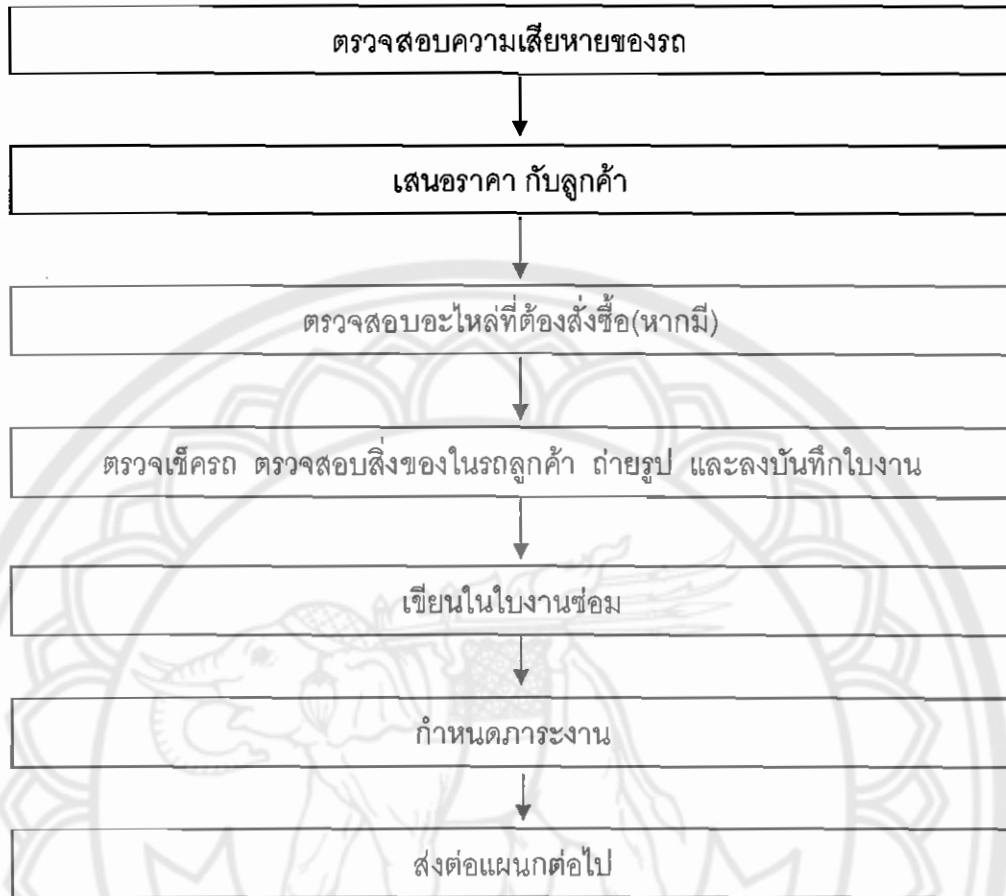 ตรวจสอบความเสียหายของรถ
เสนอราคา กับลูกค้า
ตรวจสอบอะไหล่ที่ต้องสั่งซื้อ(หากมี)
ตรวจเช็ครถ ตรวจสอบสิ่งของในรถลูกค้า ถ่ายรูป และลงบันทึกใบงาน
เขียนในใบงานซ่อม
กำหนดภาระงาน
ส่งต่อแผนกต่อไป